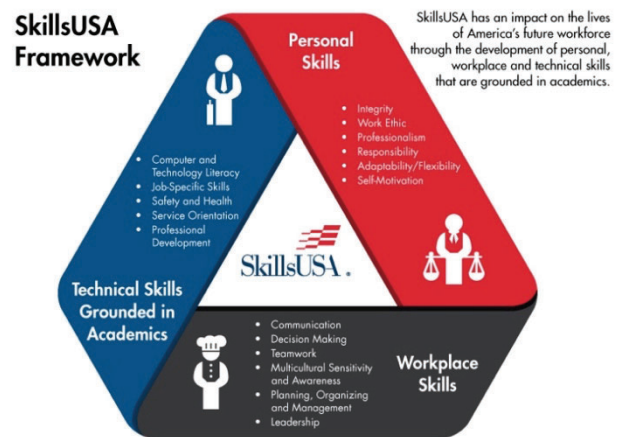 SkillsUSA
Framework
SkillsUSA has an impact on the lives
of America's future workforce
through the development of personal,
workplace and technical skills
that are grounded in academics.
Personal
Skills
• Integrity
• Work Ethic
• Professionalism
• Responsibility
• Adaptability/Flexibility
• Self-Motivation
• Computer and
Technology Literacy
• Job-Specific Skills
• Safety and Health
• Service Orientation
• Professional
Development
SkillsUSA®
Technical Skills
Grounded in
Academics
• Communication
• Decision Making
• Teamwork
• Multicultural Sensitivity
and Awareness
• Planning, Organizing
and Management
• Leadership
Workplace
Skills